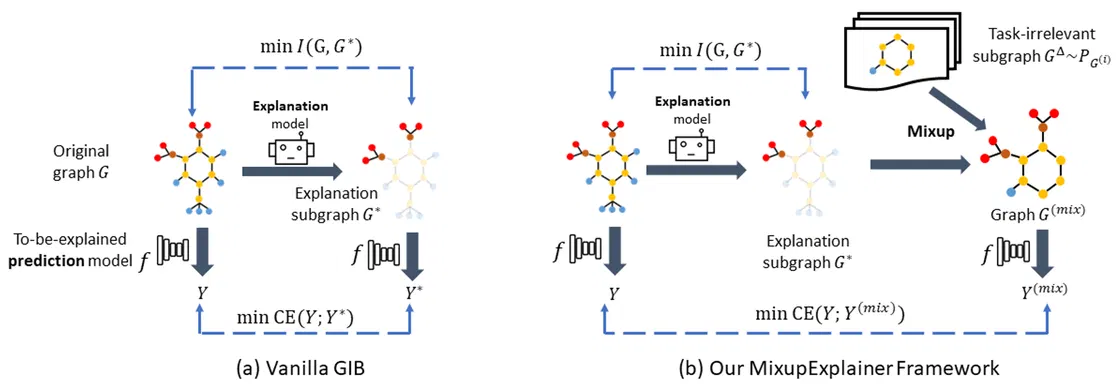 min I(G, G*)
Explanation
model
Original
graph G
Explanation
subgraph G*
To-be-explained
prediction model
f
f
Y
Y*
min CE(Y; Y*)
(a) Vanilla GIB
min I(G, G*)
Explanation
model
Task-irrelevant
subgraph G^Δ~P_G(i)
Mixup
Graph G^(mix)
Explanation
subgraph G*
f
f
Y
Y^(mix)
min CE(Y; Y^(mix))
(b) Our MixupExplainer Framework